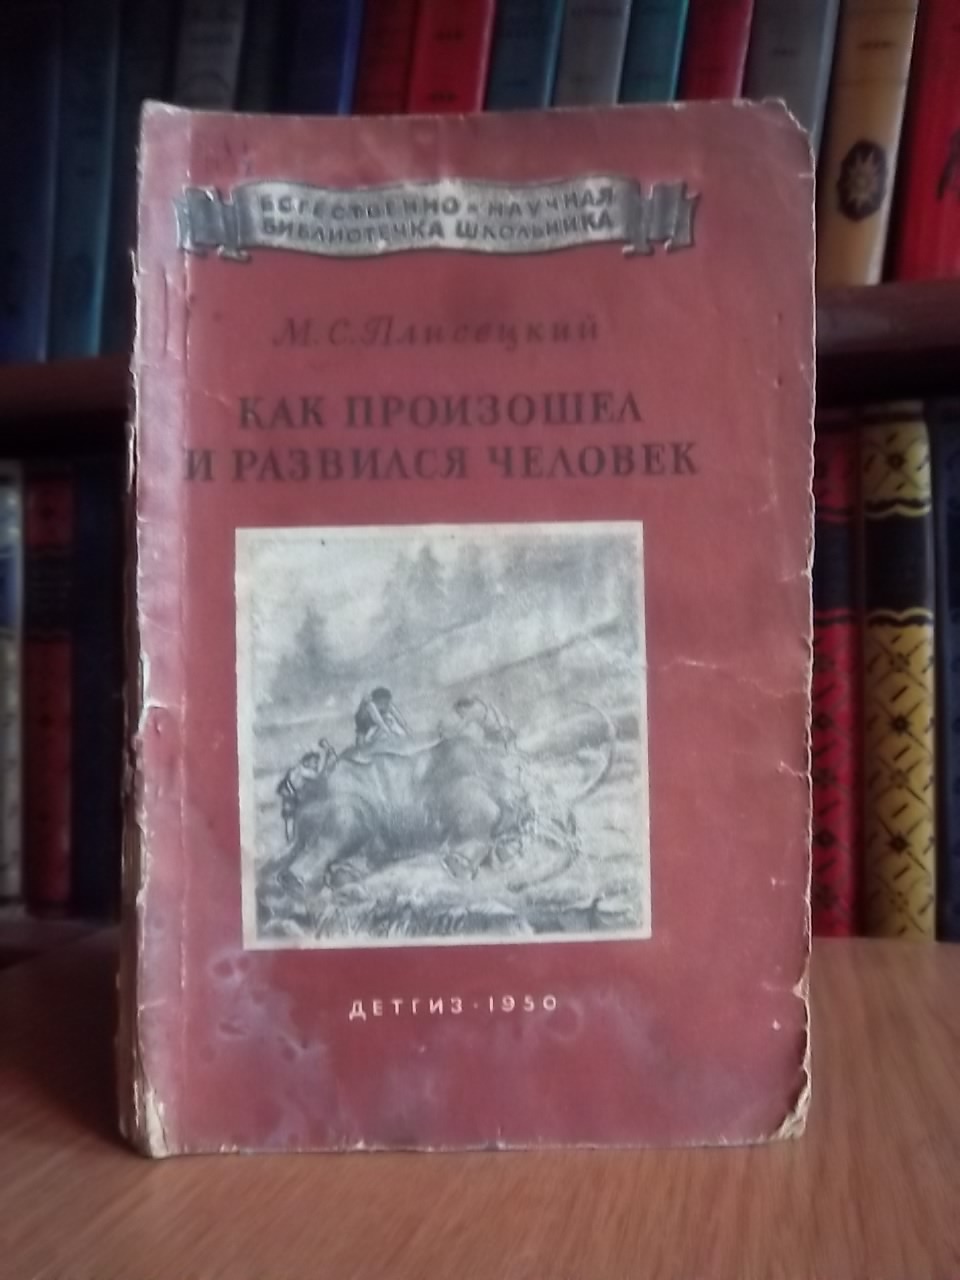 ЕСТЕСТВЕННО-НАУЧНАЯ
БИБЛИОТЕЧКА ШКОЛЬНИКА
М. С. Плисецкий
КАК ПРОИЗОШЕЛ
И РАЗВИЛСЯ ЧЕЛОВЕК
ДЕТГИЗ · 1950